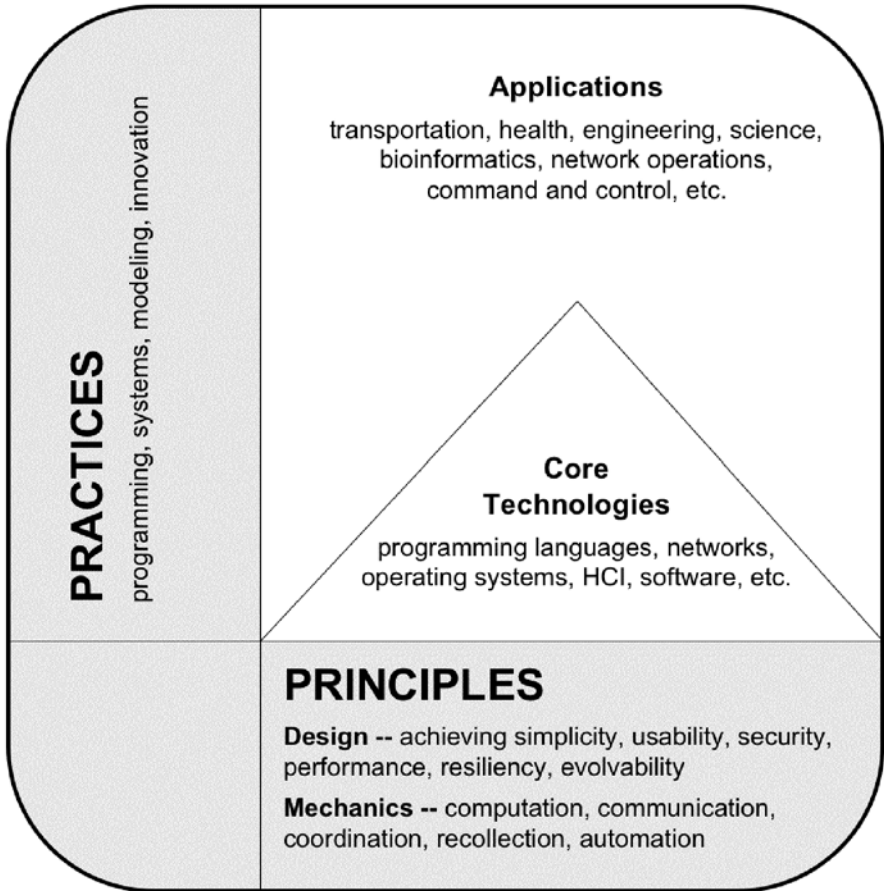 PRACTICES
programming, systems, modeling, innovation
Applications
transportation, health, engineering, science,
bioinformatics, network operations,
command and control, etc.
Core
Technologies
programming languages, networks,
operating systems, HCI, software, etc.
PRINCIPLES
Design -- achieving simplicity, usability, security,
performance, resiliency, evolvability
Mechanics -- computation, communication,
coordination, recollection, automation